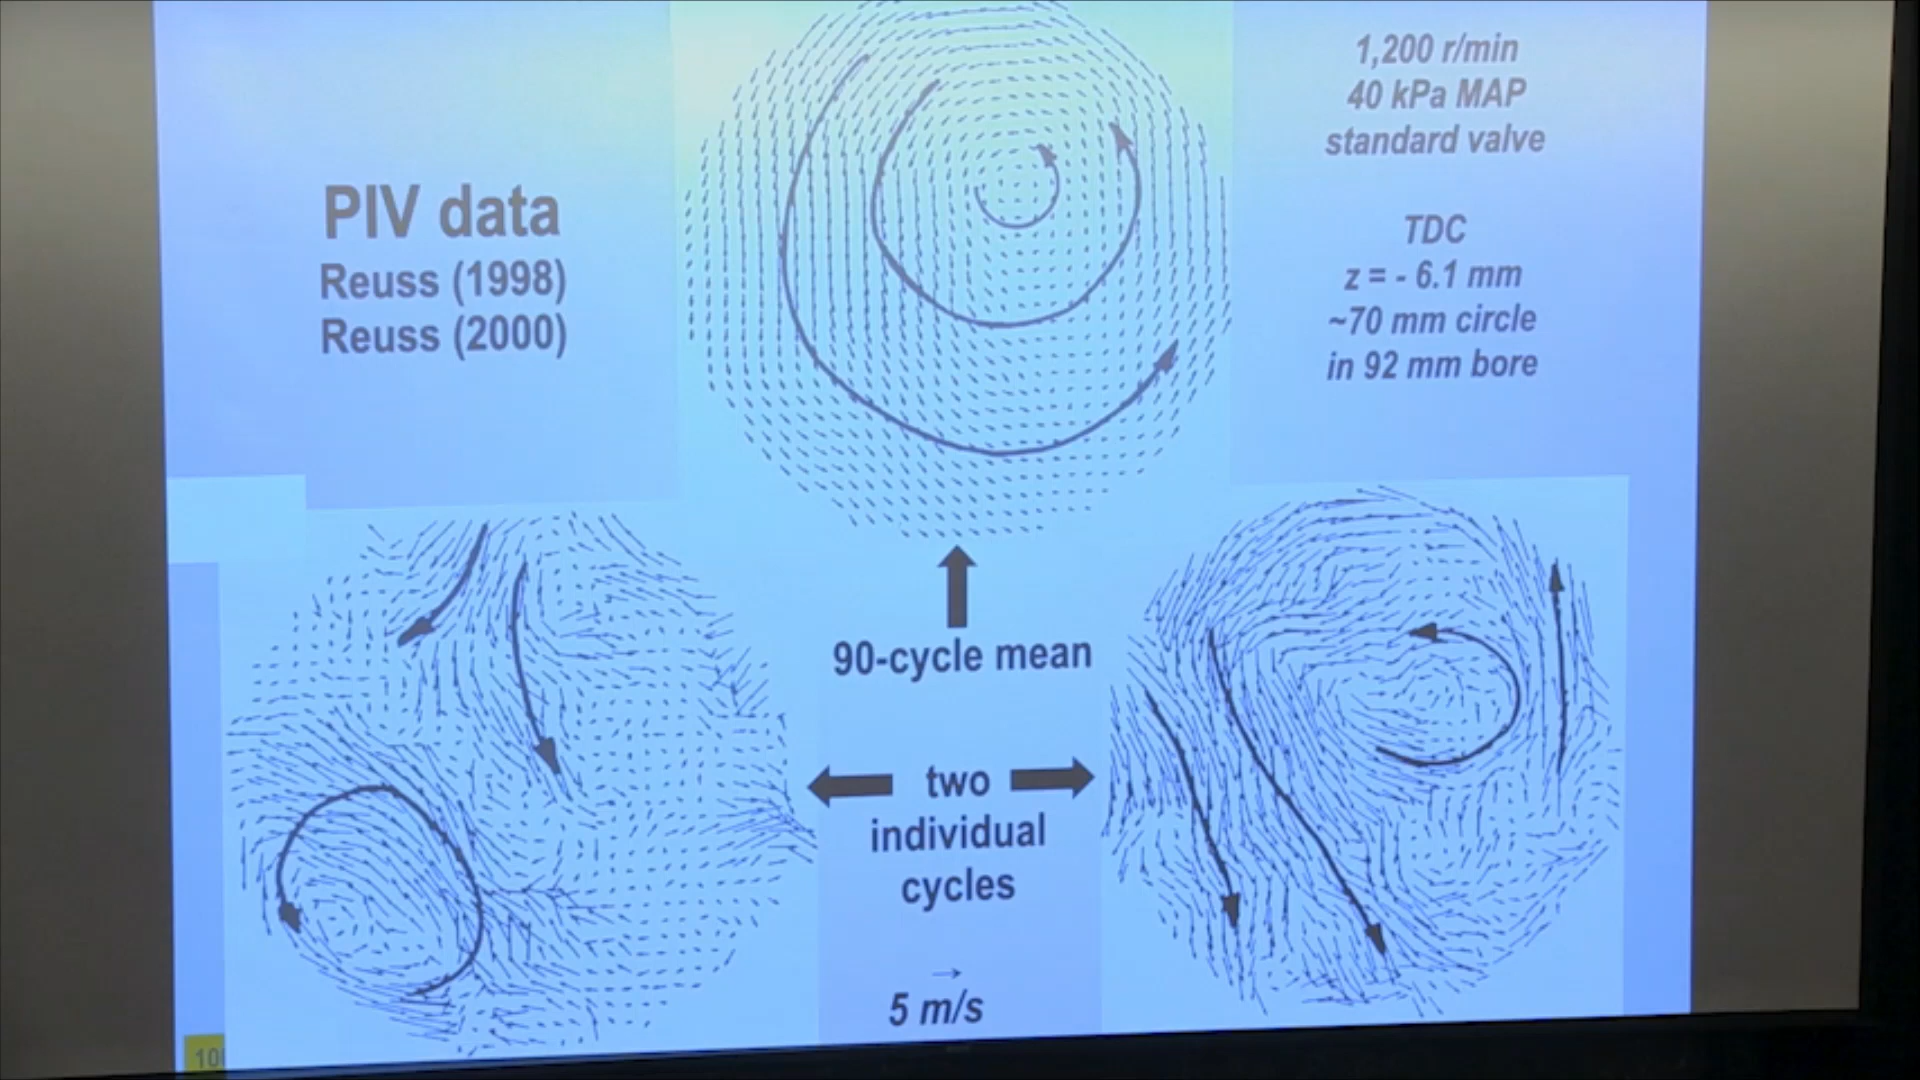 PIV data
Reuss (1998)
Reuss (2000)
1,200 r/min
40 kPa MAP
standard valve
TDC
z = - 6.1 mm
~70 mm circle
in 92 mm bore
90-cycle mean
two
individual
cycles
5 m/s